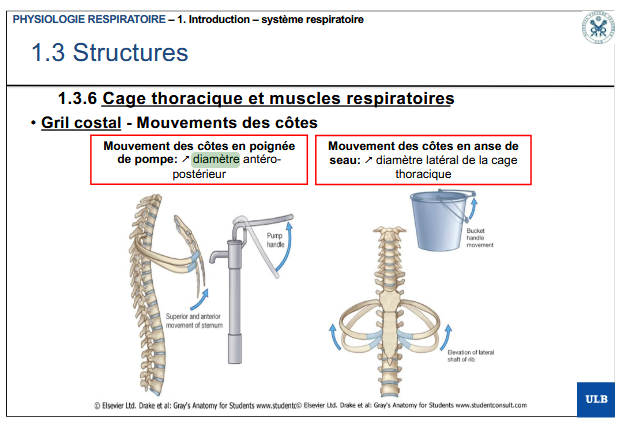 PHYSIOLOGIE RESPIRATOIRE – 1. Introduction – système respiratoire
1.3 Structures
1.3.6 Cage thoracique et muscles respiratoires
• Gril costal - Mouvements des côtes
Mouvement des côtes en poignée
de pompe: ↗ diamètre antéro-
postérieur
Mouvement des côtes en anse de
seau: ↗ diamètre latéral de la cage
thoracique
Pump
handle
Superior and anterior
movement of sternum
Bucket
handle
movement
Elevation of lateral
shaft of rib
© Elsevier Ltd. Drake et al: Gray's Anatomy for Students www.studentc
© Elsevier Ltd. Drake et al: Gray's Anatomy for Students www.studentconsult.com
ULB